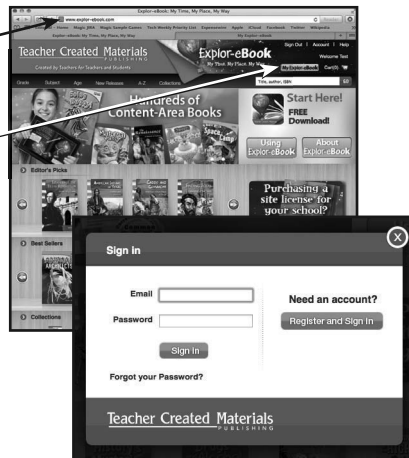 Explor-eBook: My Time, My Place, My Way
www.explor-ebook.com
Explor-eBook: My Time, My Place, My Way
My Explor-eBook
Sign Out | Account | Help
Teacher Created Materials
Created by Teachers for Teachers and Students
Explor-eBook
My Time, My Place, My Way
Welcome Test
My Explor-eBook
Cart(0)
Grade Subject Age New Releases A-Z Collections
Title, author, ISBN
GO
Hundreds of
Content-Area Books
Start Here!
FREE
Download!
Using
Explor-eBook
About
Explor-eBook
Editor's Picks
Purchasing a
site license for
your school?
Best Sellers
Collections
X
Sign in
Email
Password
Sign in
Forgot your Password?
Need an account?
Register and Sign in
Teacher Created Materials
PUBLISHING